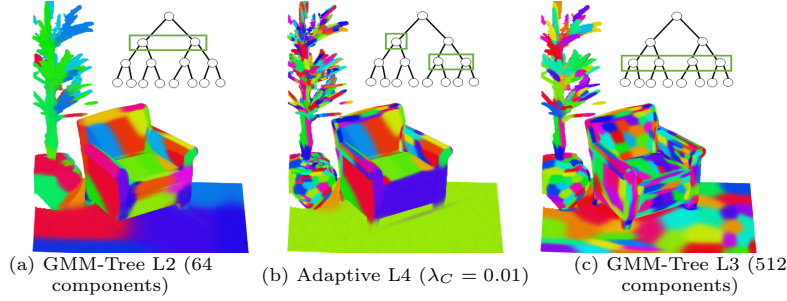 (a) GMM-Tree L2 (64
components)
(b) Adaptive L4 (λ_C = 0.01)
(c) GMM-Tree L3 (512
components)